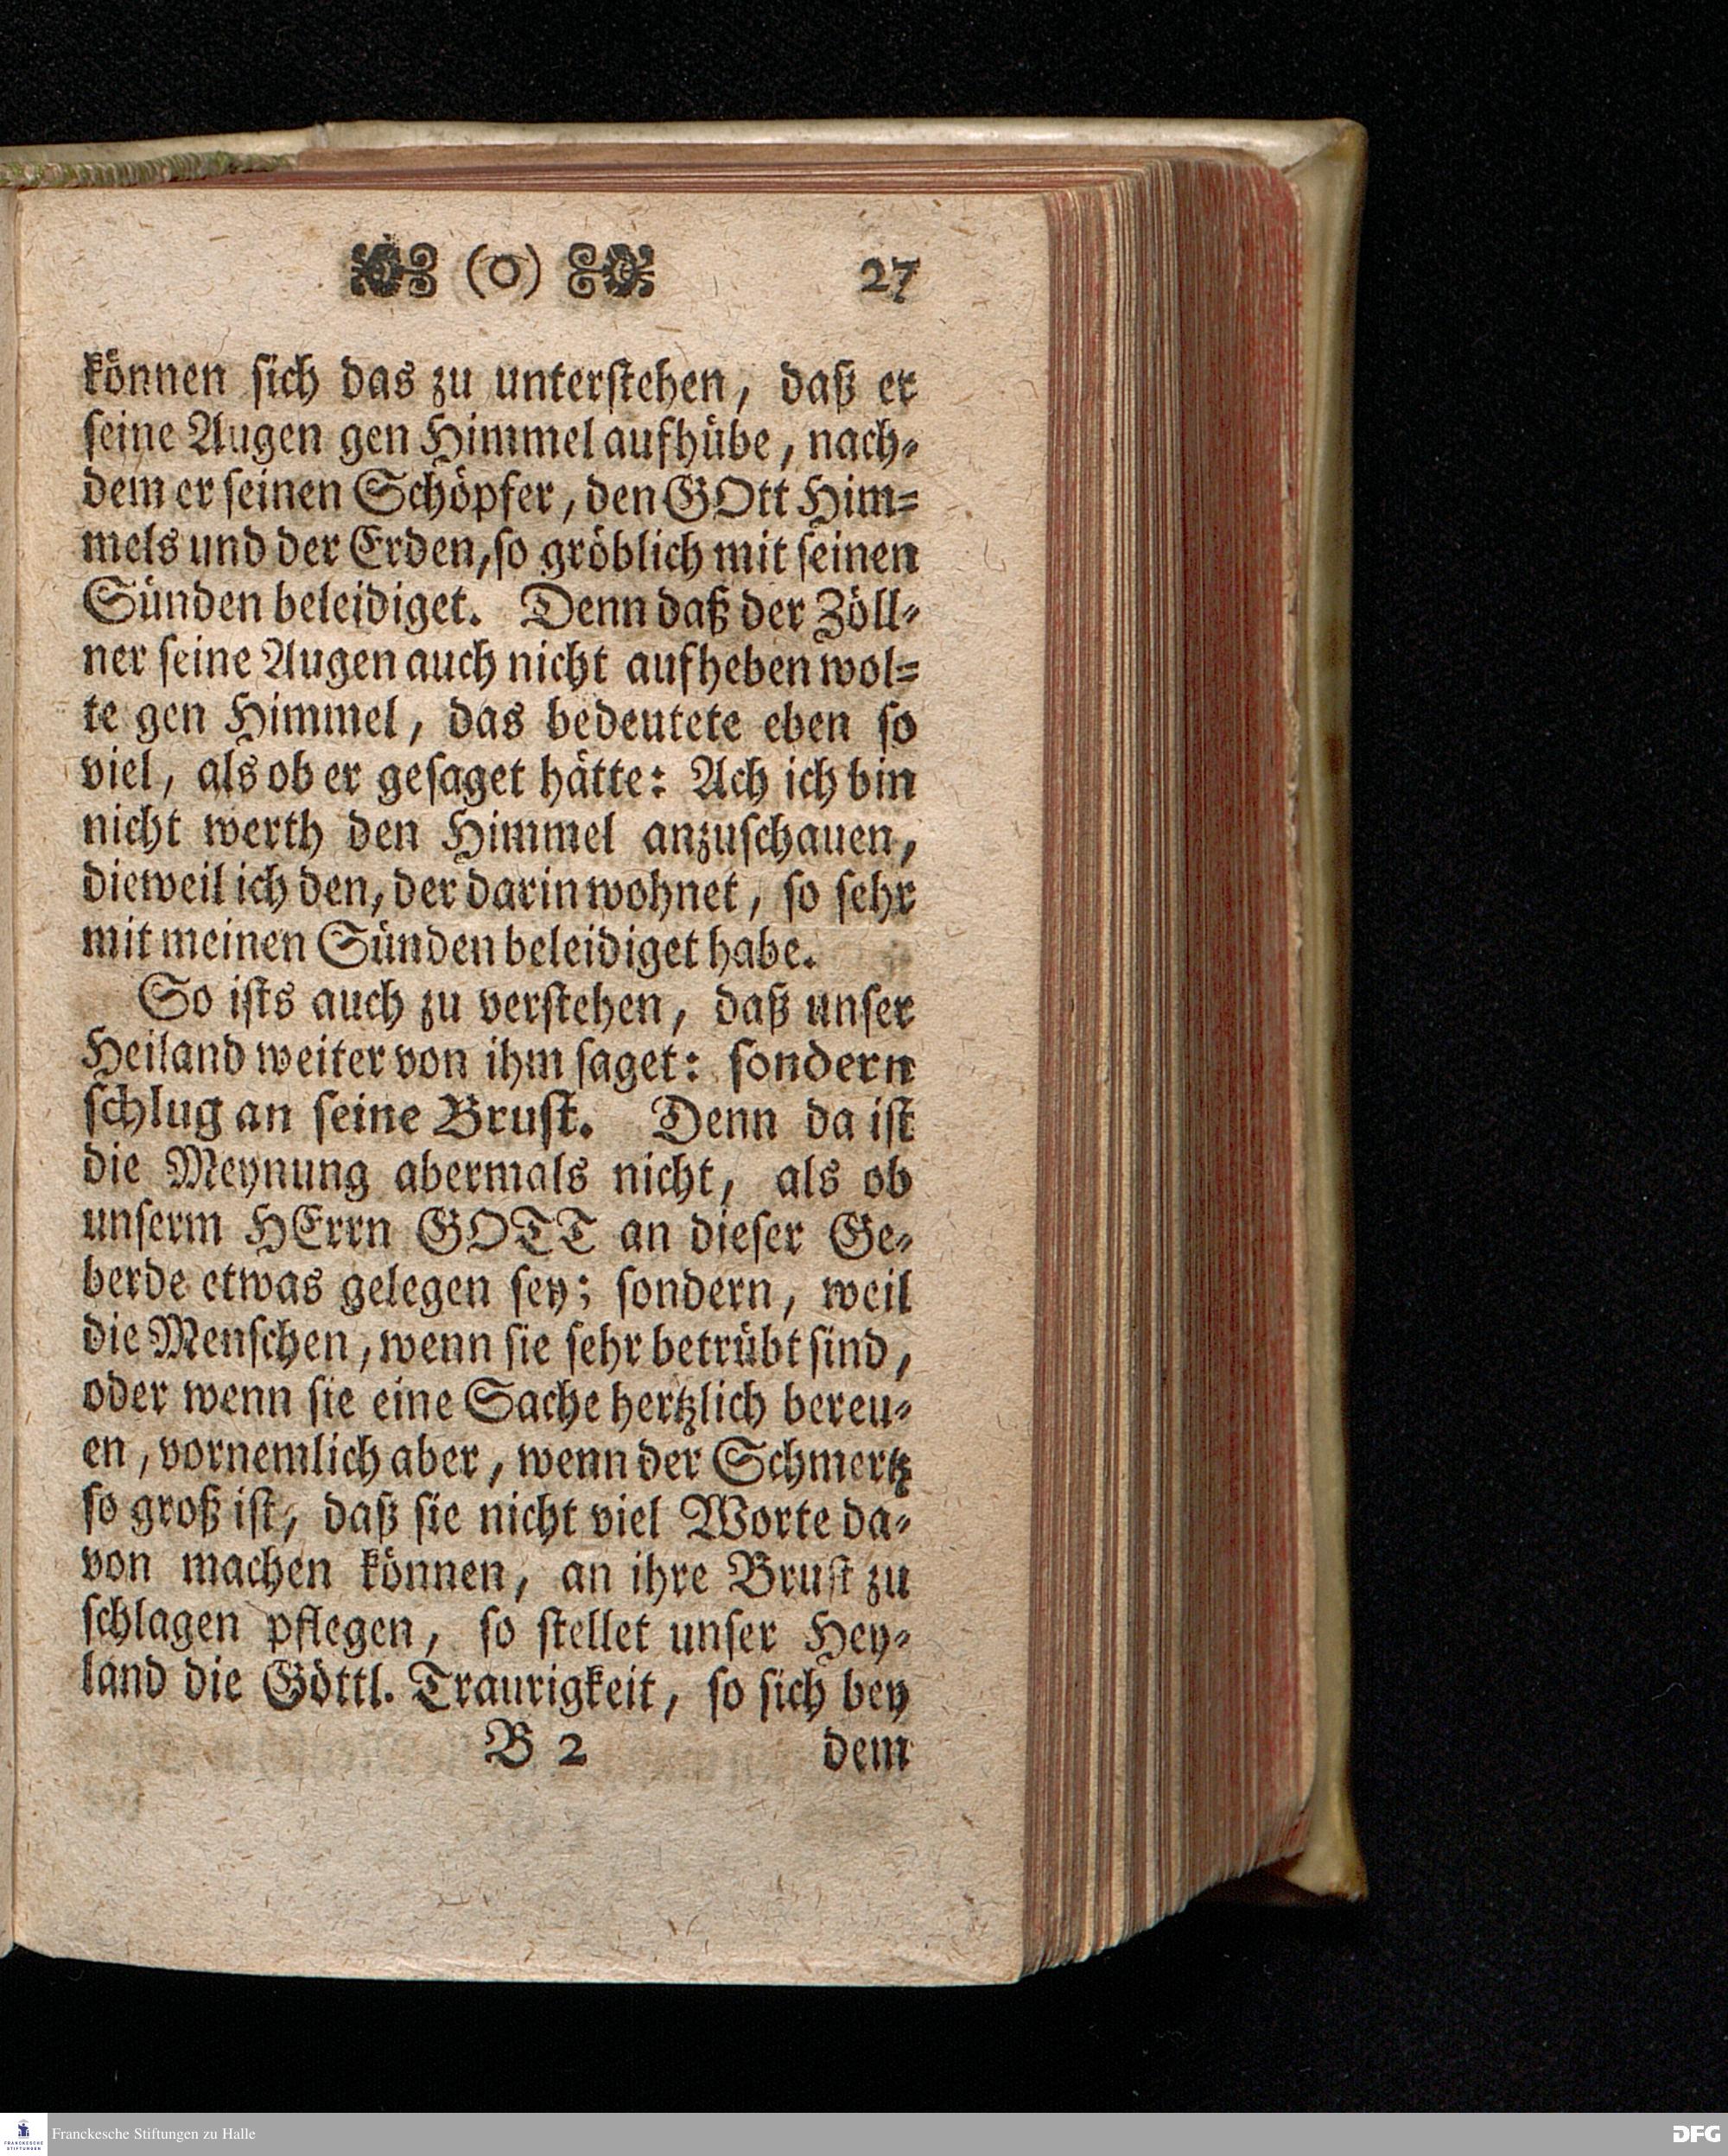 (o) 27
können sich das zu unterstehen, daß er
seine Augen gen Himmel aufhübe, nach-
dem er seinen Schöpfer, den GOtt Him-
mels und der Erden, so gröblich mit seinen
Sünden beleidiget. Denn daß der Zöll-
ner seine Augen auch nicht aufheben wol-
te gen Himmel, das bedeutete eben so
viel, als ob er gesaget hätte: Ach ich bin
nicht werth den Himmel anzuschauen,
dieweil ich den, der darin wohnet, so sehr
mit meinen Sünden beleidiget habe.
So ists auch zu verstehen, daß unser
Heiland weiter von ihm saget: sondern
schlug an seine Brust. Denn da ist
die Meynung abermals nicht, als ob
unserm HErrn GOTT an dieser Ge-
berde etwas gelegen sey; sondern, weil
die Menschen, wenn sie sehr betrübt sind,
oder wenn sie eine Sache hertzlich bereu-
en, vornemlich aber, wenn der Schmertz
so groß ist, daß sie nicht viel Worte da-
von machen können, an ihre Brust zu
schlagen pflegen, so stellet unser Hey-
land die Göttl. Traurigkeit, so sich bey
B 2 dem
FRANCKESCHE STIFTUNGEN
Franckesche Stiftungen zu Halle
DFG